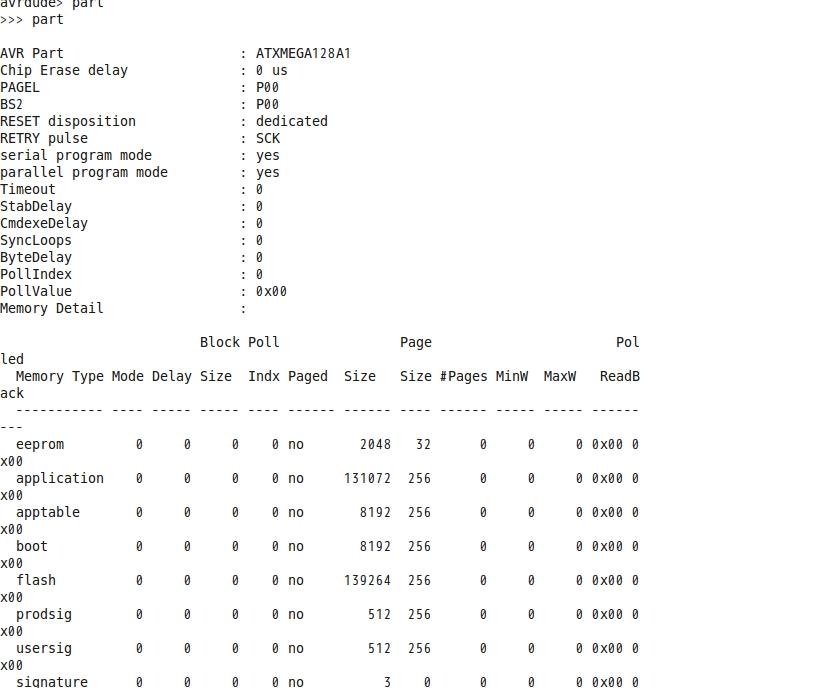 avrdude> part
>>> part

AVR Part                      : ATXMEGA128A1
Chip Erase delay              : 0 us
PAGEL                         : P00
BS2                           : P00
RESET disposition             : dedicated
RETRY pulse                   : SCK
serial program mode           : yes
parallel program mode         : yes
Timeout                       : 0
StabDelay                     : 0
CmdexeDelay                   : 0
SyncLoops                     : 0
ByteDelay                     : 0
PollIndex                     : 0
PollValue                     : 0x00
Memory Detail                 :

                         Block Poll               Page                       Pol
led
  Memory Type Mode Delay Size  Indx Paged  Size   Size #Pages MinW  MaxW   ReadB
ack
  ----------- ---- ----- ----- ---- ------ ------ ---- ------ ----- ----- ------
---
  eeprom         0     0     0    0 no       2048   32      0     0     0 0x00 0
x00
  application    0     0     0    0 no     131072  256      0     0     0 0x00 0
x00
  apptable       0     0     0    0 no       8192  256      0     0     0 0x00 0
x00
  boot           0     0     0    0 no       8192  256      0     0     0 0x00 0
x00
  flash          0     0     0    0 no     139264  256      0     0     0 0x00 0
x00
  prodsig        0     0     0    0 no        512  256      0     0     0 0x00 0
x00
  usersig        0     0     0    0 no        512  256      0     0     0 0x00 0
x00
  signature      0     0     0    0 no          3    0      0     0     0 0x00 0